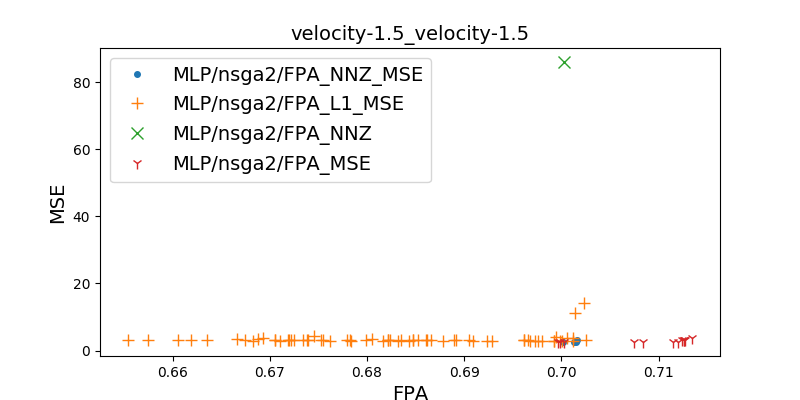 velocity-1.5_velocity-1.5
MLP/nsga2/FPA_NNZ_MSE
MLP/nsga2/FPA_L1_MSE
MLP/nsga2/FPA_NNZ
MLP/nsga2/FPA_MSE
MSE
80
60
40
20
0
0.66 0.67 0.68 0.69 0.70 0.71
FPA